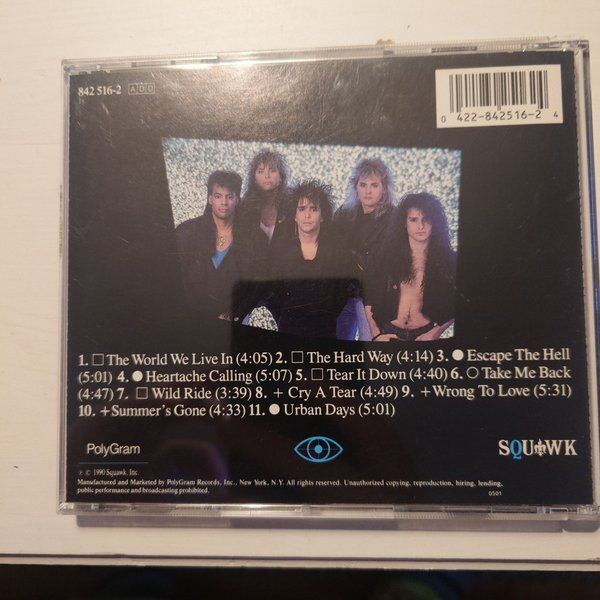 842 516-2 ADD
0 422-842516-2 4
1. □ The World We Live In (4:05) 2. □ The Hard Way (4:14) 3. ● Escape The Hell
(5:01) 4. ● Heartache Calling (5:07) 5. □ Tear It Down (4:40) 6. ○ Take Me Back
(4:47) 7. □ Wild Ride (3:39) 8. + Cry A Tear (4:49) 9. + Wrong To Love (5:31)
10. + Summer's Gone (4:33) 11. ● Urban Days (5:01)
PolyGram
SQUAWK
℗ © 1990 Squawk, Inc.
Manufactured and Marketed by PolyGram Records, Inc., New York, N.Y. All rights reserved. Unauthorized copying, reproduction, hiring, lending,
public performance and broadcasting prohibited.
0501